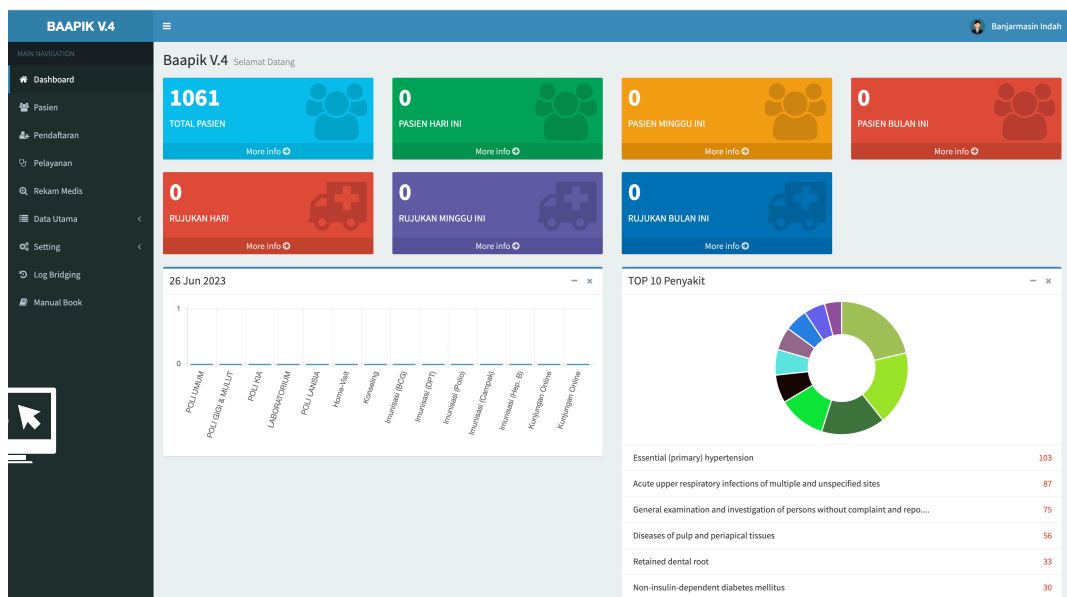 BAAPIK V.4
Banjarmasin Indah
MAIN NAVIGATION
Dashboard
Pasien
Pendaftaran
Pelayanan
Rekam Medis
Data Utama
Setting
Log Bridging
Manual Book
Baapik V.4 Selamat Datang
1061
TOTAL PASIEN
More info
0
PASIEN HARI INI
More info
0
PASIEN MINGGU INI
More info
0
PASIEN BULAN INI
More info
0
RUJUKAN HARI
More info
0
RUJUKAN MINGGU INI
More info
0
RUJUKAN BULAN INI
More info
26 Jun 2023
1
0
POLI UMUM
POLI GIGI & MULUT
POLI KIA
LABORATORIUM
POLI LANSIA
Home-Visit
Konseling
Imunisasi (BCG)
Imunisasi (DPT)
Imunisasi (Polio)
Imunisasi (Campak)
Imunisasi (Hep. B)
Kunjungan Online
Kunjungan Online
TOP 10 Penyakit
Essential (primary) hypertension 103
Acute upper respiratory infections of multiple and unspecified sites 87
General examination and investigation of persons without complaint and repo.... 75
Diseases of pulp and periapical tissues 56
Retained dental root 33
Non-insulin-dependent diabetes mellitus 30